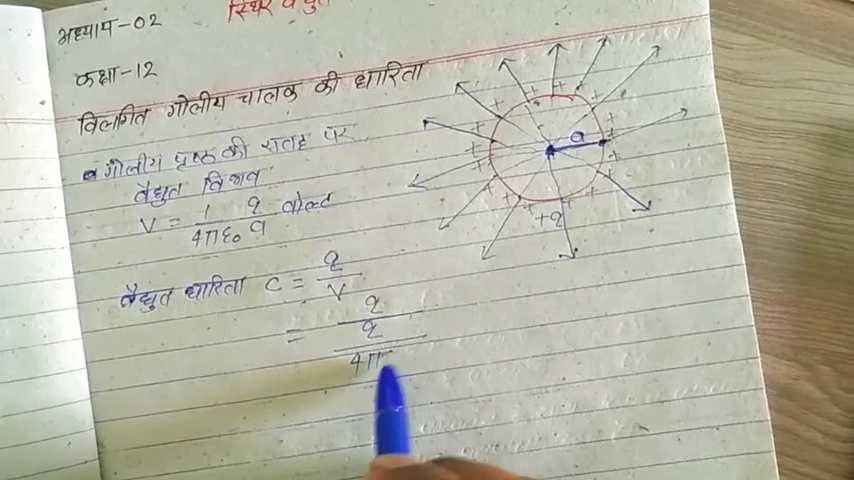 अध्याय-02
स्थिर
कक्षा-12
विलगित गोलीय चालक की धारिता
गोलीय पृष्ठ की सतह पर
वैद्युत विभव
V = 1/4πε₀ q/a वोल्ट
वैद्युत धारिता C = q/V
= q/q/4π
a
+q